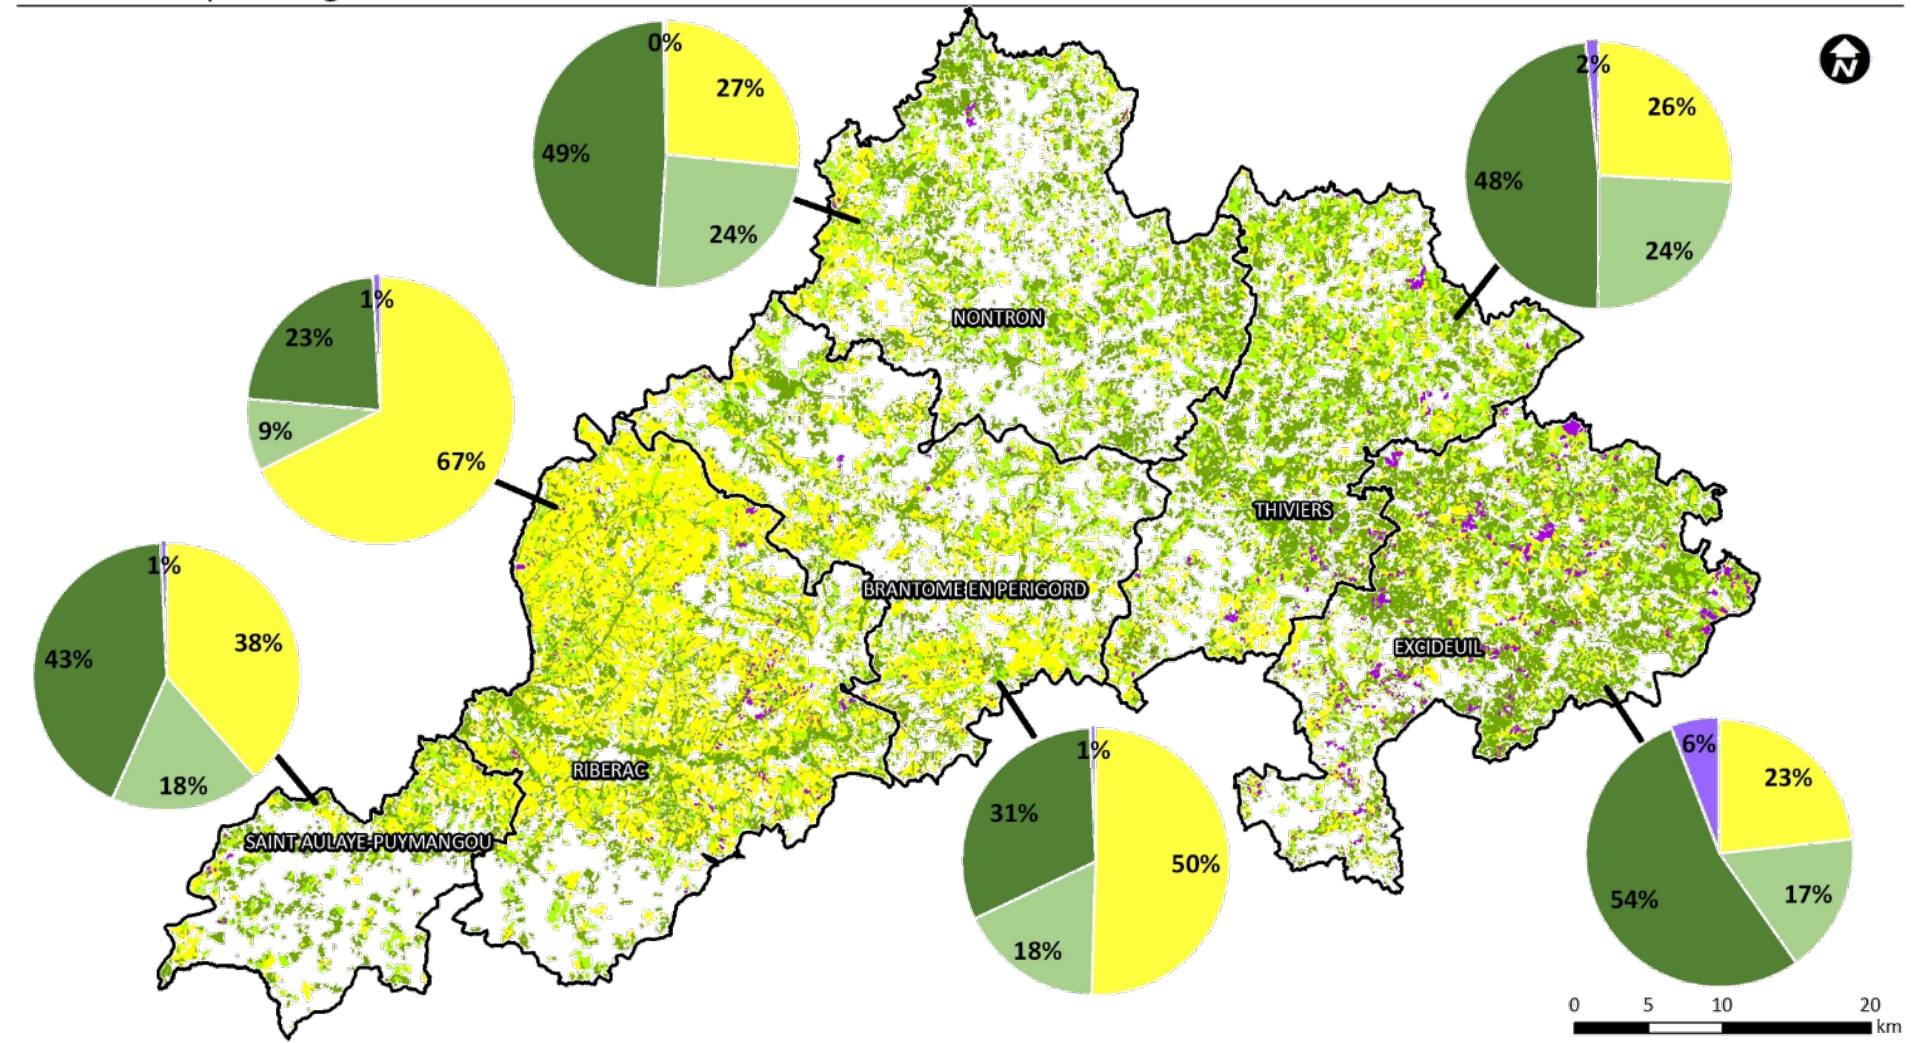 0%
27%
49%
24%
2%
26%
48%
24%
N
1%
23%
9%
67%
NONTRON
1%
43%
38%
18%
THIVIERS
BRANTOME EN PERIGORD
EXCIDEUIL
RIBERAC
SAINT AULAYE-PUYMANGOU
1%
31%
50%
18%
6%
23%
17%
54%
0 5 10 20
km